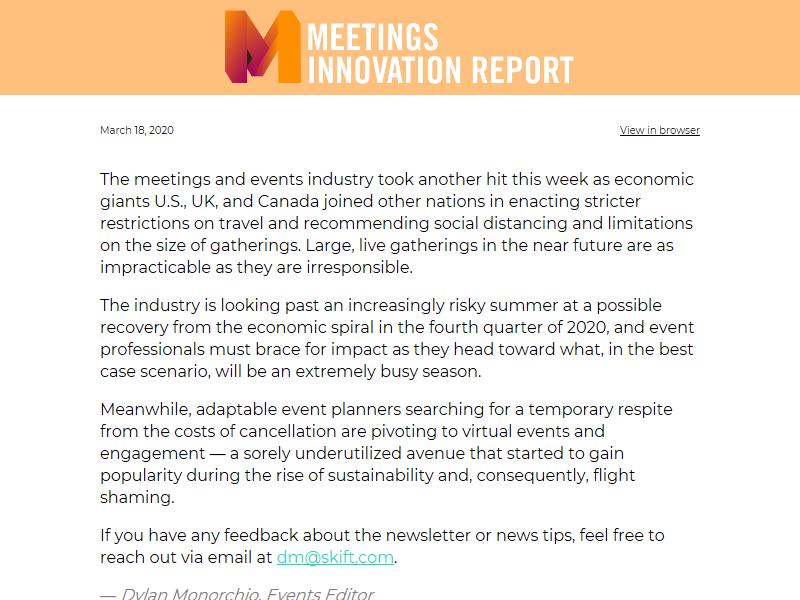 MEETINGS
INNOVATION REPORT
March 18, 2020
View in browser
The meetings and events industry took another hit this week as economic
giants U.S., UK, and Canada joined other nations in enacting stricter
restrictions on travel and recommending social distancing and limitations
on the size of gatherings. Large, live gatherings in the near future are as
impracticable as they are irresponsible.
The industry is looking past an increasingly risky summer at a possible
recovery from the economic spiral in the fourth quarter of 2020, and event
professionals must brace for impact as they head toward what, in the best
case scenario, will be an extremely busy season.
Meanwhile, adaptable event planners searching for a temporary respite
from the costs of cancellation are pivoting to virtual events and
engagement — a sorely underutilized avenue that started to gain
popularity during the rise of sustainability and, consequently, flight
shaming.
If you have any feedback about the newsletter or news tips, feel free to
reach out via email at dm@skift.com.
— Dylan Monorchio, Events Editor